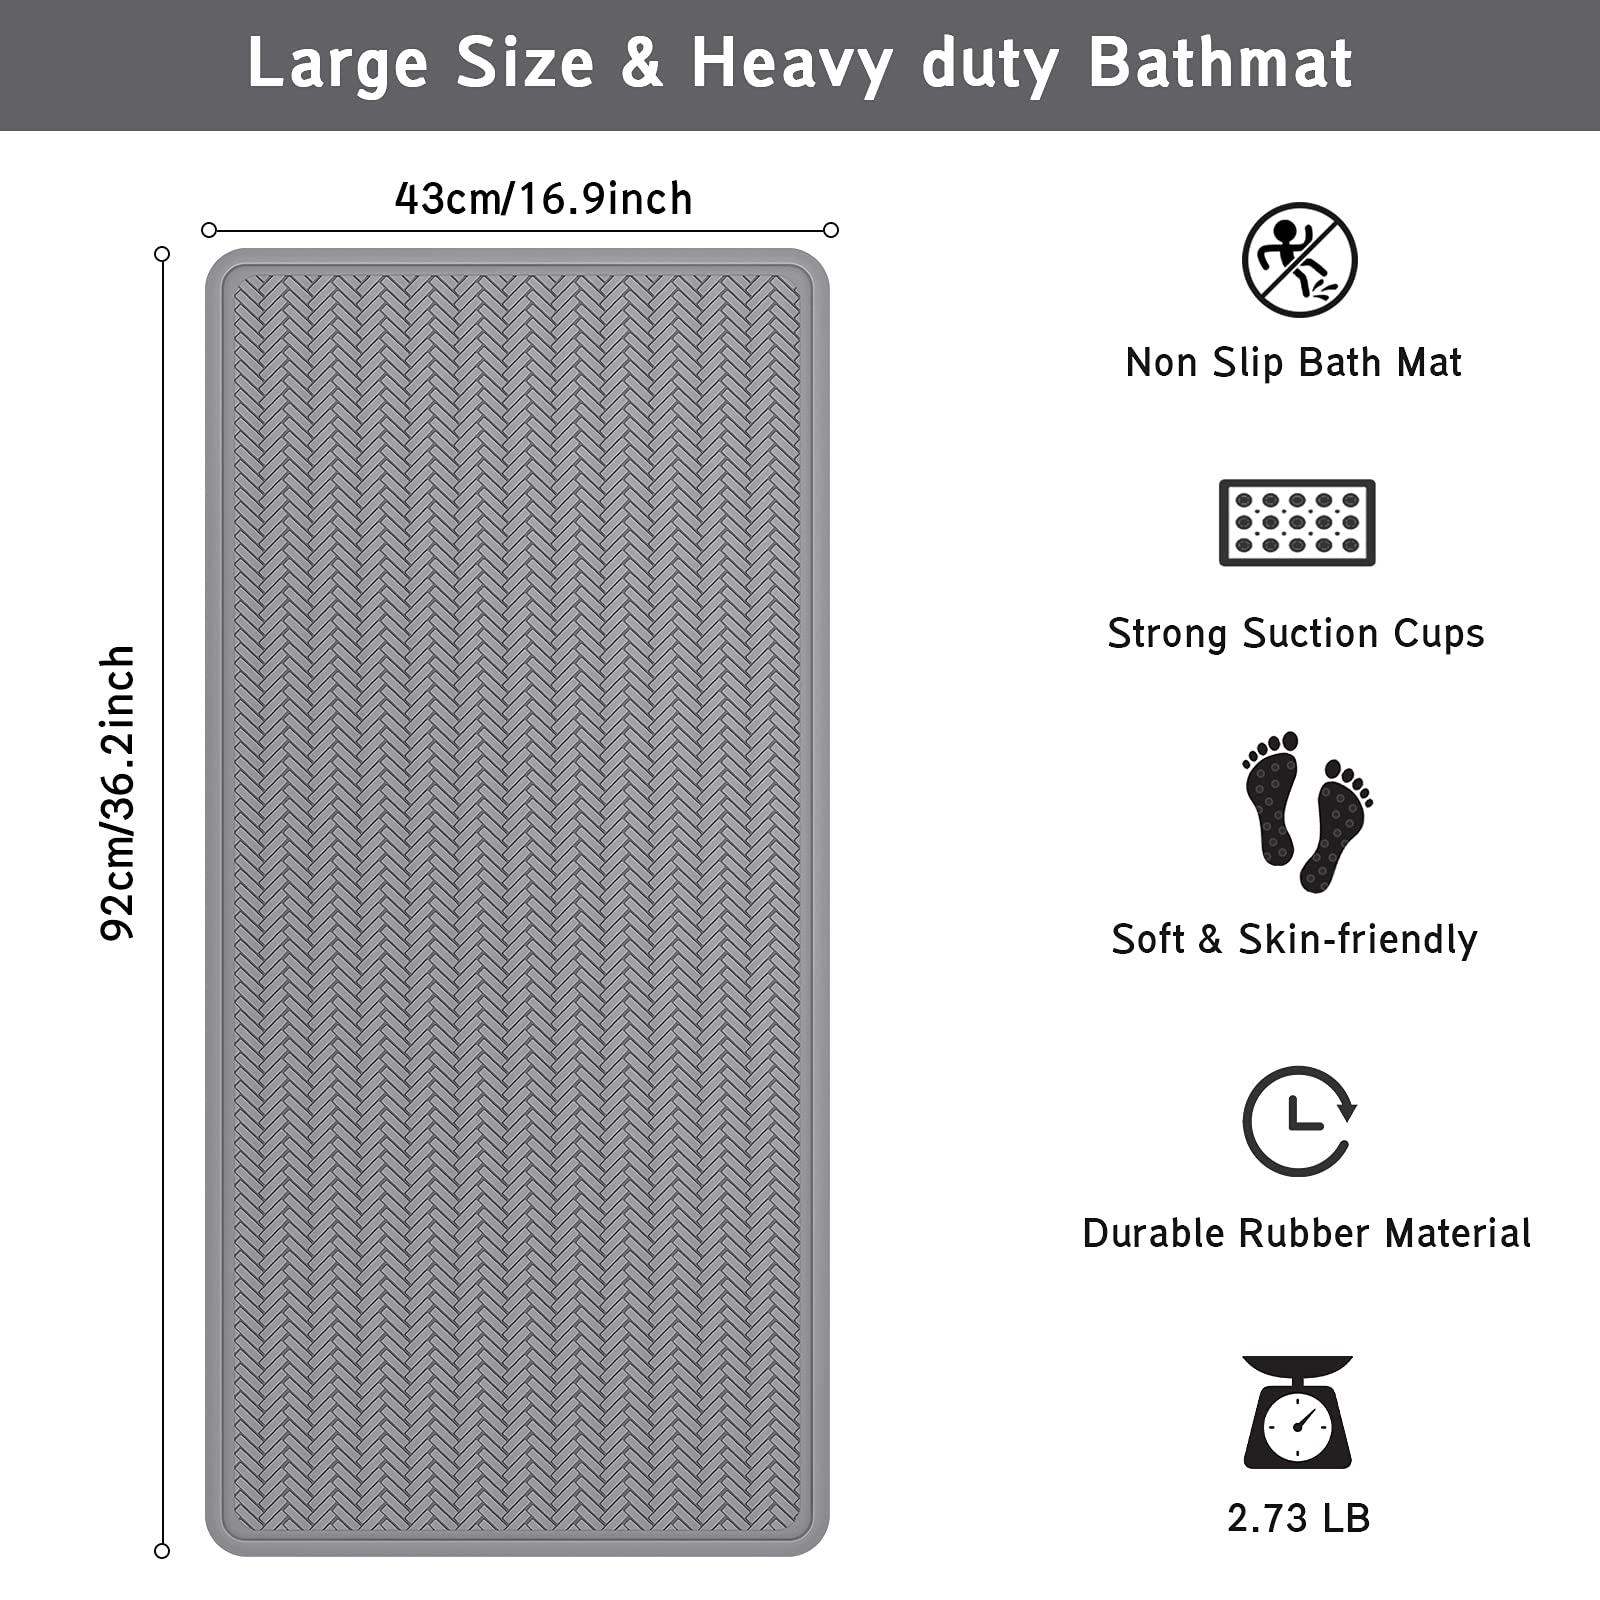 Large Size & Heavy duty Bathmat
43cm/16.9inch
92cm/36.2inch
Non Slip Bath Mat
Strong Suction Cups
Soft & Skin-friendly
Durable Rubber Material
2.73 LB